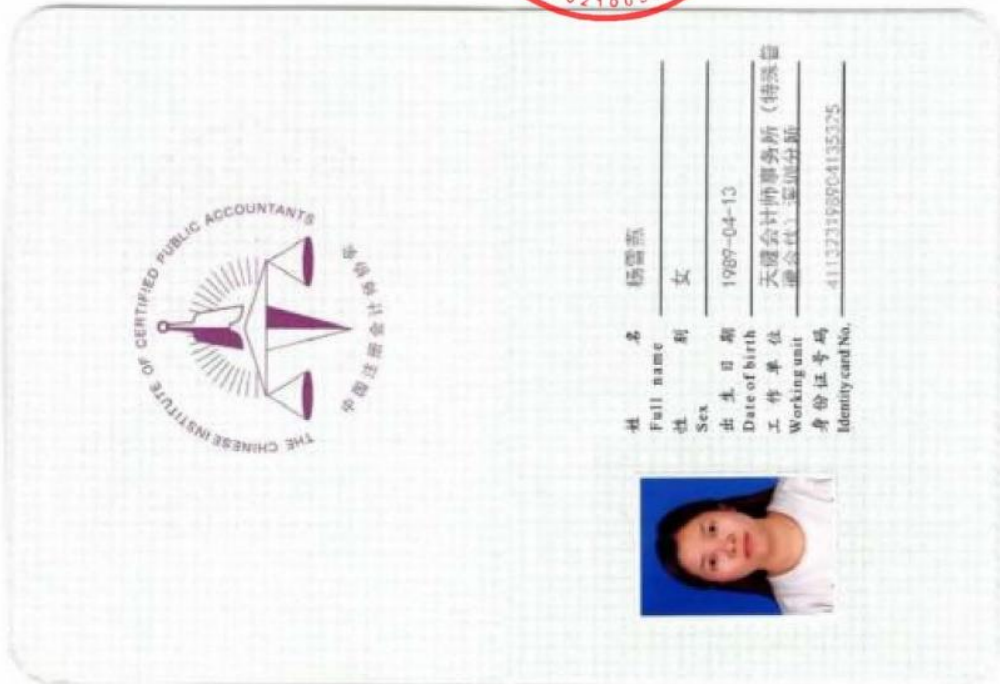 THE CHINESE INSTITUTE OF CERTIFIED PUBLIC ACCOUNTANTS
中国注册会计师协会
姓名 杨雪燕
Full name
性别 女
Sex
出生日期 1989-04-13
Date of birth
工作单位 天健会计师事务所（特殊普
Working unit 通合伙）深圳分所
身份证号码 411323198904135325
Identity card No.